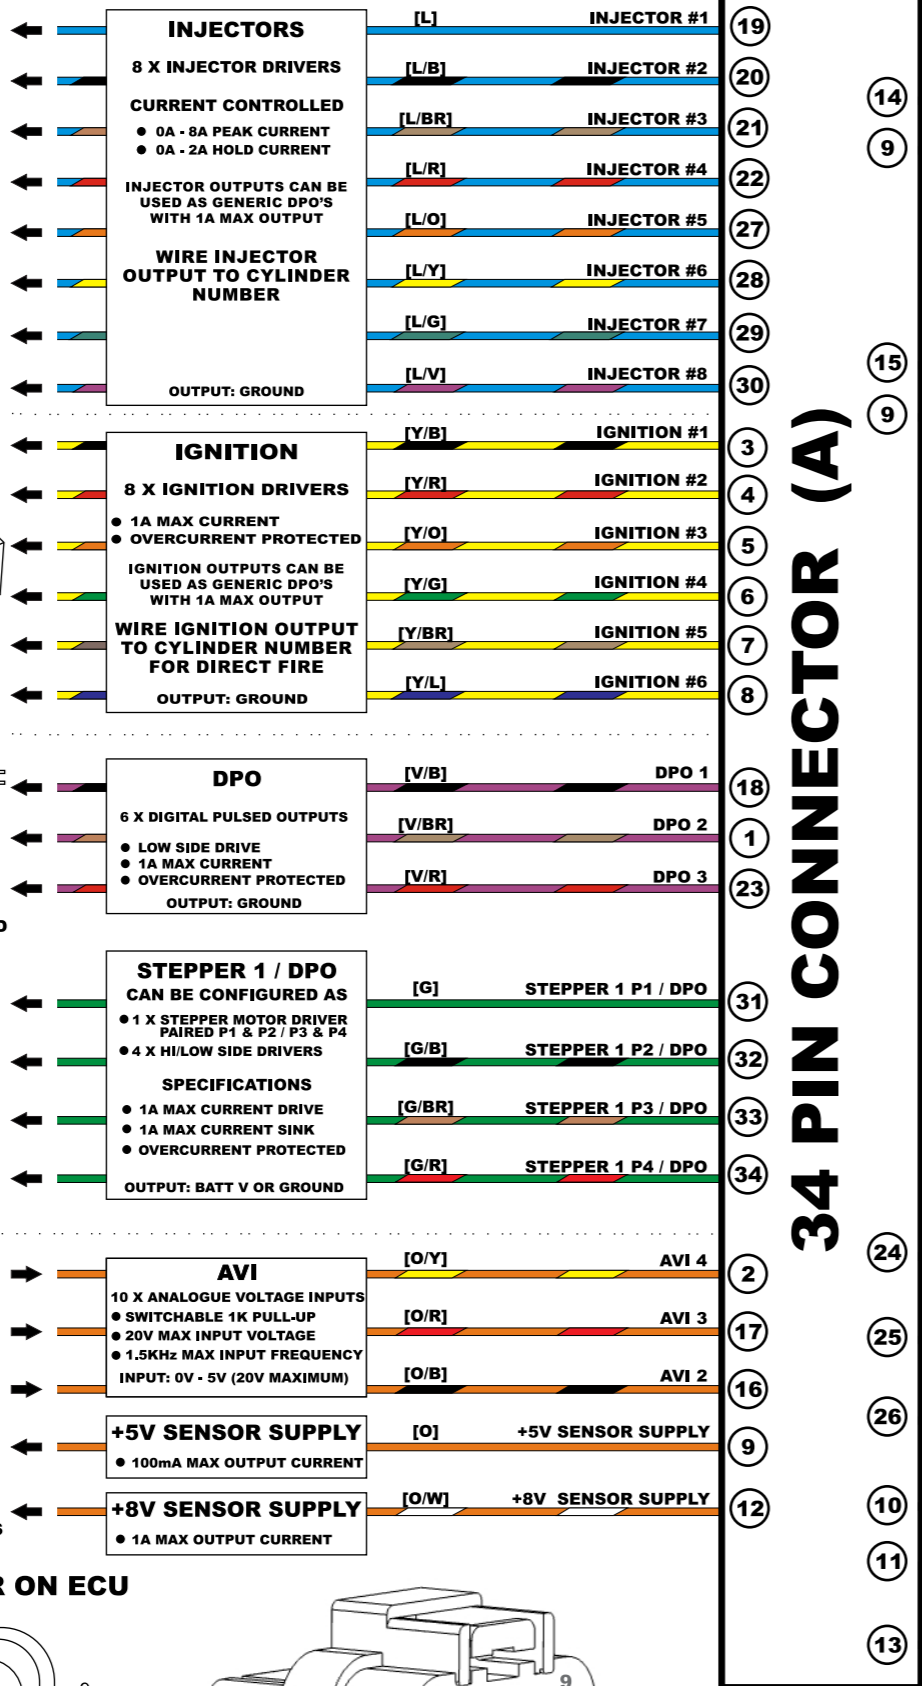 INJECTORS
8 X INJECTOR DRIVERS
CURRENT CONTROLLED
● 0A - 8A PEAK CURRENT
● 0A - 2A HOLD CURRENT
INJECTOR OUTPUTS CAN BE
USED AS GENERIC DPO'S
WITH 1A MAX OUTPUT
WIRE INJECTOR
OUTPUT TO CYLINDER
NUMBER
OUTPUT: GROUND
[L] INJECTOR #1 19
[L/B] INJECTOR #2 20
[L/BR] INJECTOR #3 21
[L/R] INJECTOR #4 22
[L/O] INJECTOR #5 27
[L/Y] INJECTOR #6 28
[L/G] INJECTOR #7 29
[L/V] INJECTOR #8 30
IGNITION
8 X IGNITION DRIVERS
● 1A MAX CURRENT
● OVERCURRENT PROTECTED
IGNITION OUTPUTS CAN BE
USED AS GENERIC DPO'S
WITH 1A MAX OUTPUT
WIRE IGNITION OUTPUT
TO CYLINDER NUMBER
FOR DIRECT FIRE
OUTPUT: GROUND
[Y/B] IGNITION #1 3
[Y/R] IGNITION #2 4
[Y/O] IGNITION #3 5
[Y/G] IGNITION #4 6
[Y/BR] IGNITION #5 7
[Y/L] IGNITION #6 8
DPO
6 X DIGITAL PULSED OUTPUTS
● LOW SIDE DRIVE
● 1A MAX CURRENT
● OVERCURRENT PROTECTED
OUTPUT: GROUND
[V/B] DPO 1 18
[V/BR] DPO 2 1
[V/R] DPO 3 23
STEPPER 1 / DPO
CAN BE CONFIGURED AS
● 1 X STEPPER MOTOR DRIVER
PAIRED P1 & P2 / P3 & P4
● 4 X HI/LOW SIDE DRIVERS
SPECIFICATIONS
● 1A MAX CURRENT DRIVE
● 1A MAX CURRENT SINK
● OVERCURRENT PROTECTED
OUTPUT: BATT V OR GROUND
[G] STEPPER 1 P1 / DPO 31
[G/B] STEPPER 1 P2 / DPO 32
[G/BR] STEPPER 1 P3 / DPO 33
[G/R] STEPPER 1 P4 / DPO 34
AVI
10 X ANALOGUE VOLTAGE INPUTS
● SWITCHABLE 1K PULL-UP
● 20V MAX INPUT VOLTAGE
● 1.5KHz MAX INPUT FREQUENCY
INPUT: 0V - 5V (20V MAXIMUM)
[O/Y] AVI 4 2
[O/R] AVI 3 17
[O/B] AVI 2 16
+5V SENSOR SUPPLY
● 100mA MAX OUTPUT CURRENT
[O] +5V SENSOR SUPPLY 9
+8V SENSOR SUPPLY
● 1A MAX OUTPUT CURRENT
[O/W] +8V SENSOR SUPPLY 12
34 PIN CONNECTOR (A)
14
9
15
9
24
25
26
10
11
13
R ON ECU
9